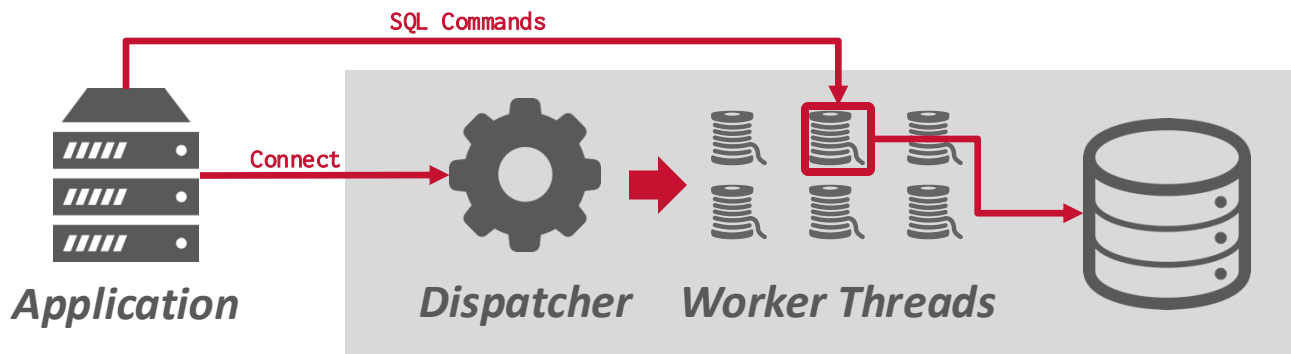 SQL Commands
Connect
Application
Dispatcher
Worker Threads